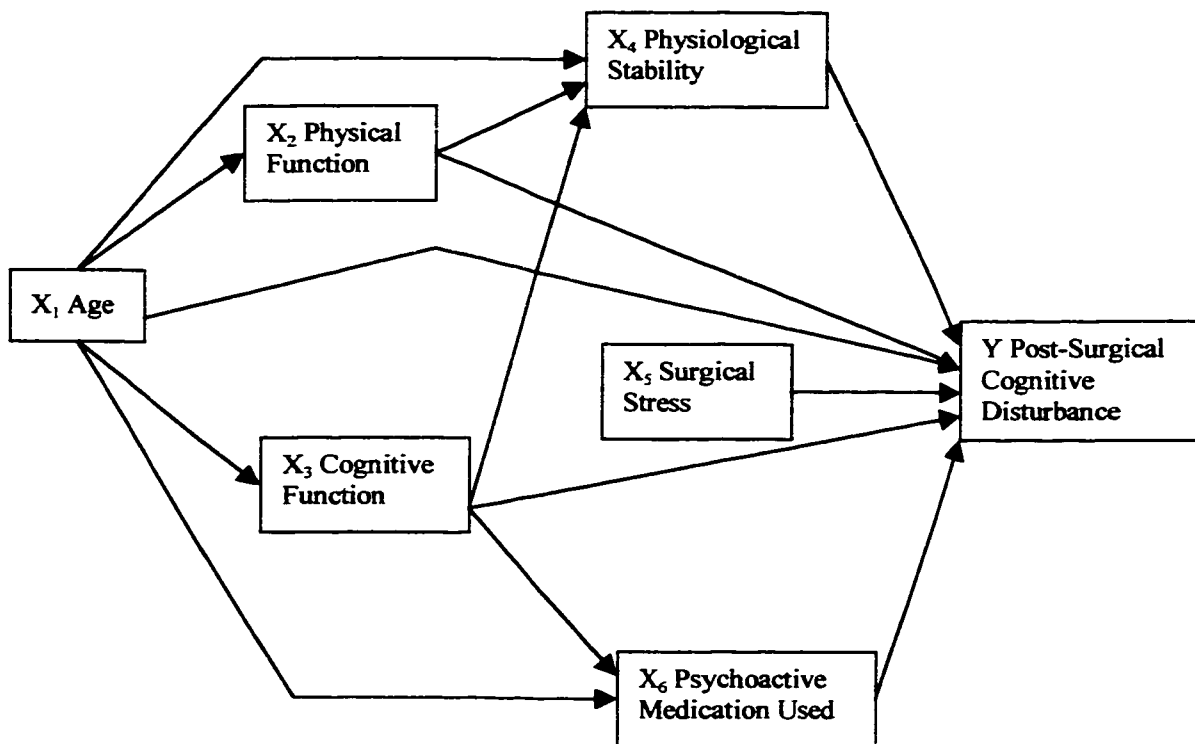 X₄ Physiological
Stability
X₂ Physical
Function
X₁ Age
X₅ Surgical
Stress
Y Post-Surgical
Cognitive
Disturbance
X₃ Cognitive
Function
X₆ Psychoactive
Medication Used